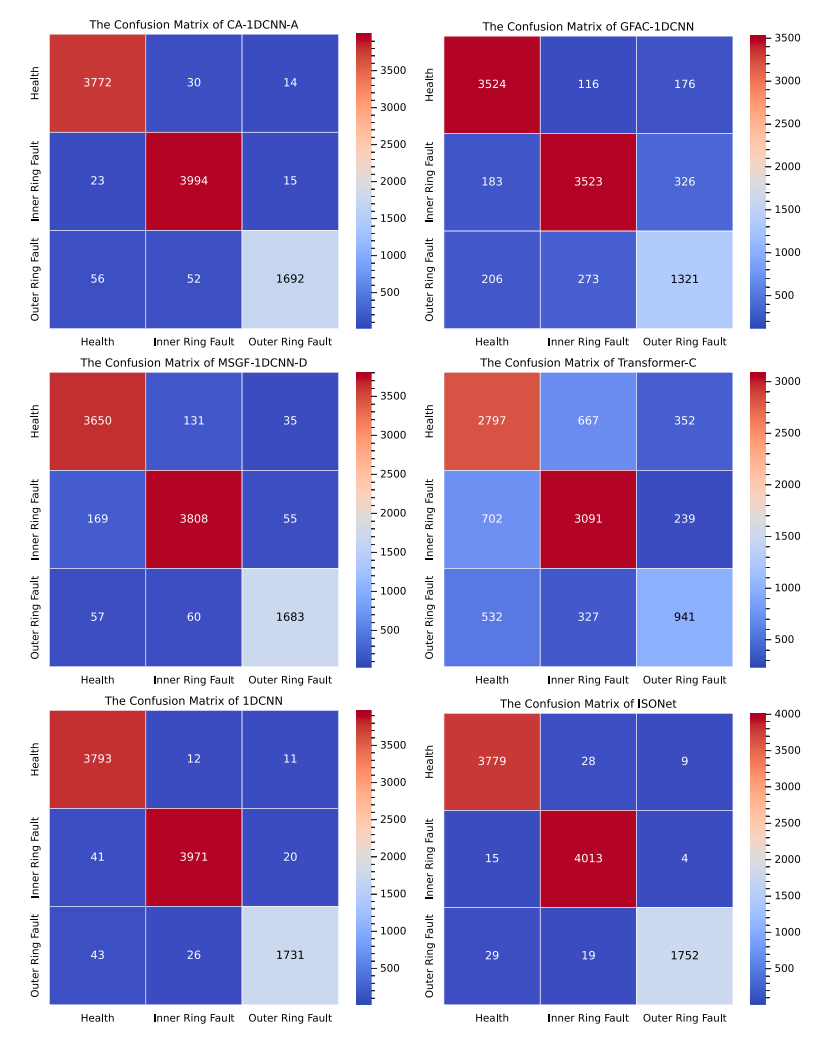 The Confusion Matrix of CA-1DCNN-A
Health
Inner Ring Fault
Outer Ring Fault
3772 30 14
23 3994 15
56 52 1692
Health Inner Ring Fault Outer Ring Fault
3500
3000
2500
2000
1500
1000
500
The Confusion Matrix of GFAC-1DCNN
Health
Inner Ring Fault
Outer Ring Fault
3524 116 176
183 3523 326
206 273 1321
Health Inner Ring Fault Outer Ring Fault
3500
3000
2500
2000
1500
1000
500
The Confusion Matrix of MSGF-1DCNN-D
Health
Inner Ring Fault
Outer Ring Fault
3650 131 35
169 3808 55
57 60 1683
Health Inner Ring Fault Outer Ring Fault
3500
3000
2500
2000
1500
1000
500
The Confusion Matrix of Transformer-C
Health
Inner Ring Fault
Outer Ring Fault
2797 667 352
702 3091 239
532 327 941
Health Inner Ring Fault Outer Ring Fault
3000
2500
2000
1500
1000
500
The Confusion Matrix of 1DCNN
Health
Inner Ring Fault
Outer Ring Fault
3793 12 11
41 3971 20
43 26 1731
Health Inner Ring Fault Outer Ring Fault
3500
3000
2500
2000
1500
1000
500
The Confusion Matrix of ISONet
Health
Inner Ring Fault
Outer Ring Fault
3779 28 9
15 4013 4
29 19 1752
Health Inner Ring Fault Outer Ring Fault
4000
3500
3000
2500
2000
1500
1000
500